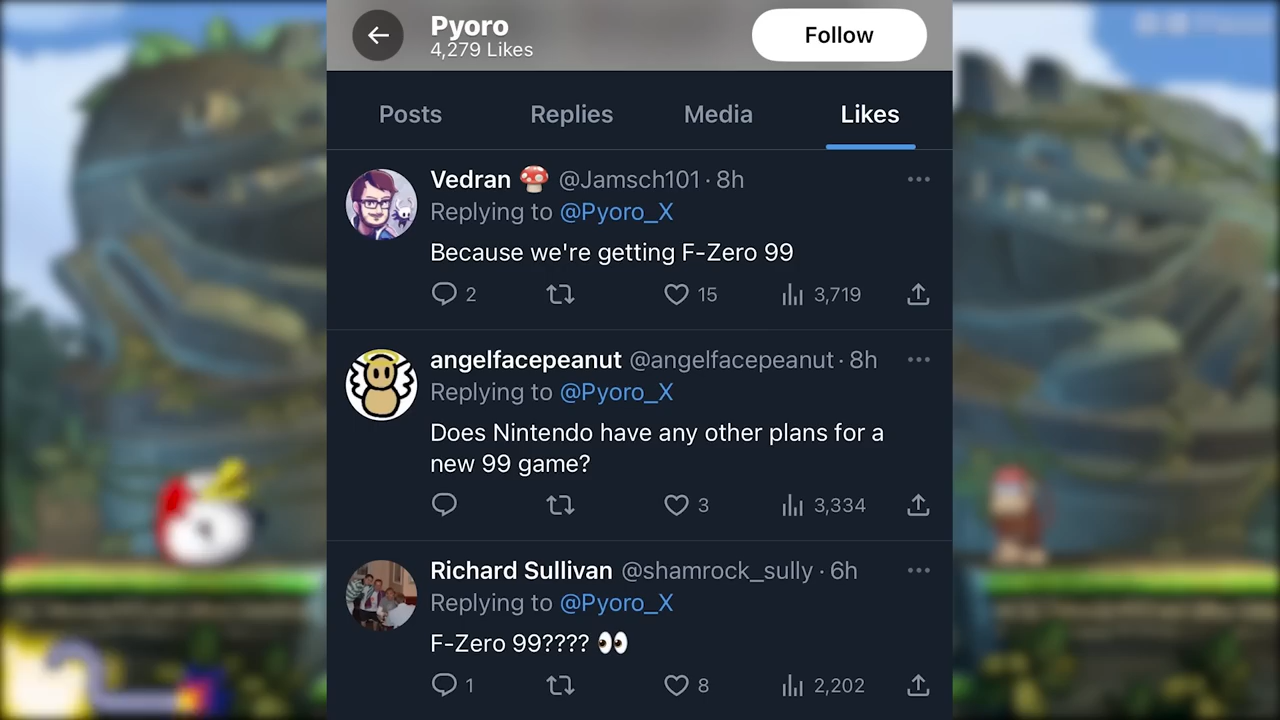 Pyoro
4,279 Likes
Follow
Posts Replies Media Likes
Vedran 🍄 @Jamsch101 · 8h
Replying to @Pyoro_X
Because we're getting F-Zero 99
2 15 3,719
angelfacepeanut @angelfacepeanut · 8h
Replying to @Pyoro_X
Does Nintendo have any other plans for a
new 99 game?
3 3,334
Richard Sullivan @shamrock_sully · 6h
Replying to @Pyoro_X
F-Zero 99???? 👀
1 8 2,202